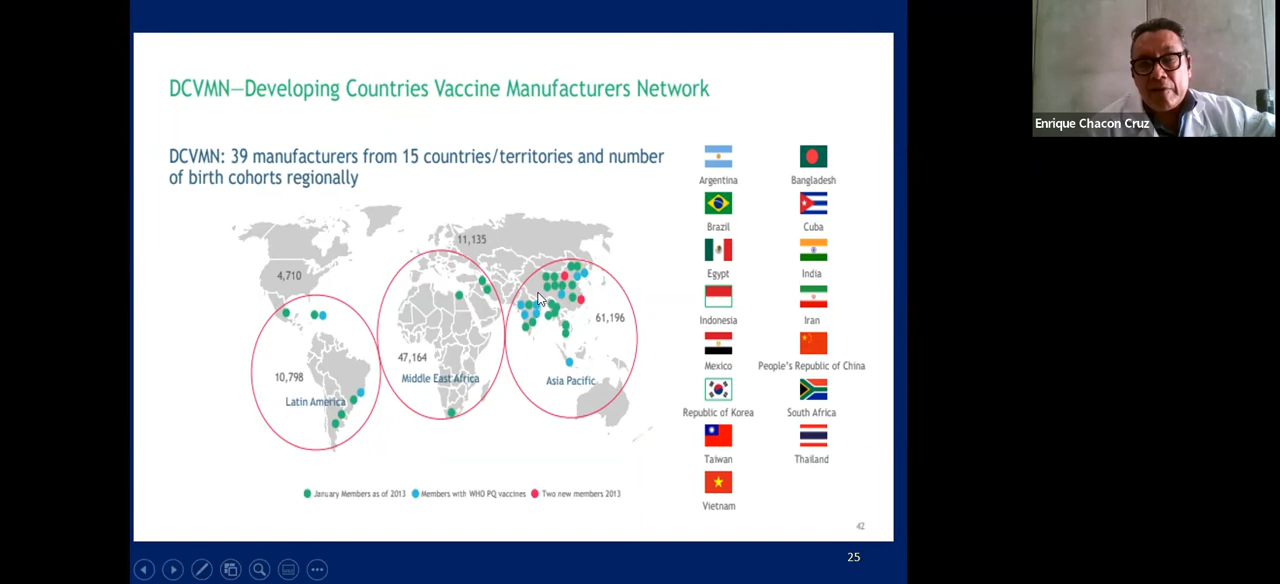 DCVMN—Developing Countries Vaccine Manufacturers Network
DCVMN: 39 manufacturers from 15 countries/territories and number
of birth cohorts regionally
4,710
11,135
61,196
47,164
10,798
Middle East Africa
Asia Pacific
Latin America
January Members as of 2013
Members with WHO PQ vaccines
Two new members 2013
Argentina
Bangladesh
Brazil
Cuba
Egypt
India
Indonesia
Iran
Mexico
People's Republic of China
Republic of Korea
South Africa
Taiwan
Thailand
Vietnam
42
25
Enrique Chacon Cruz